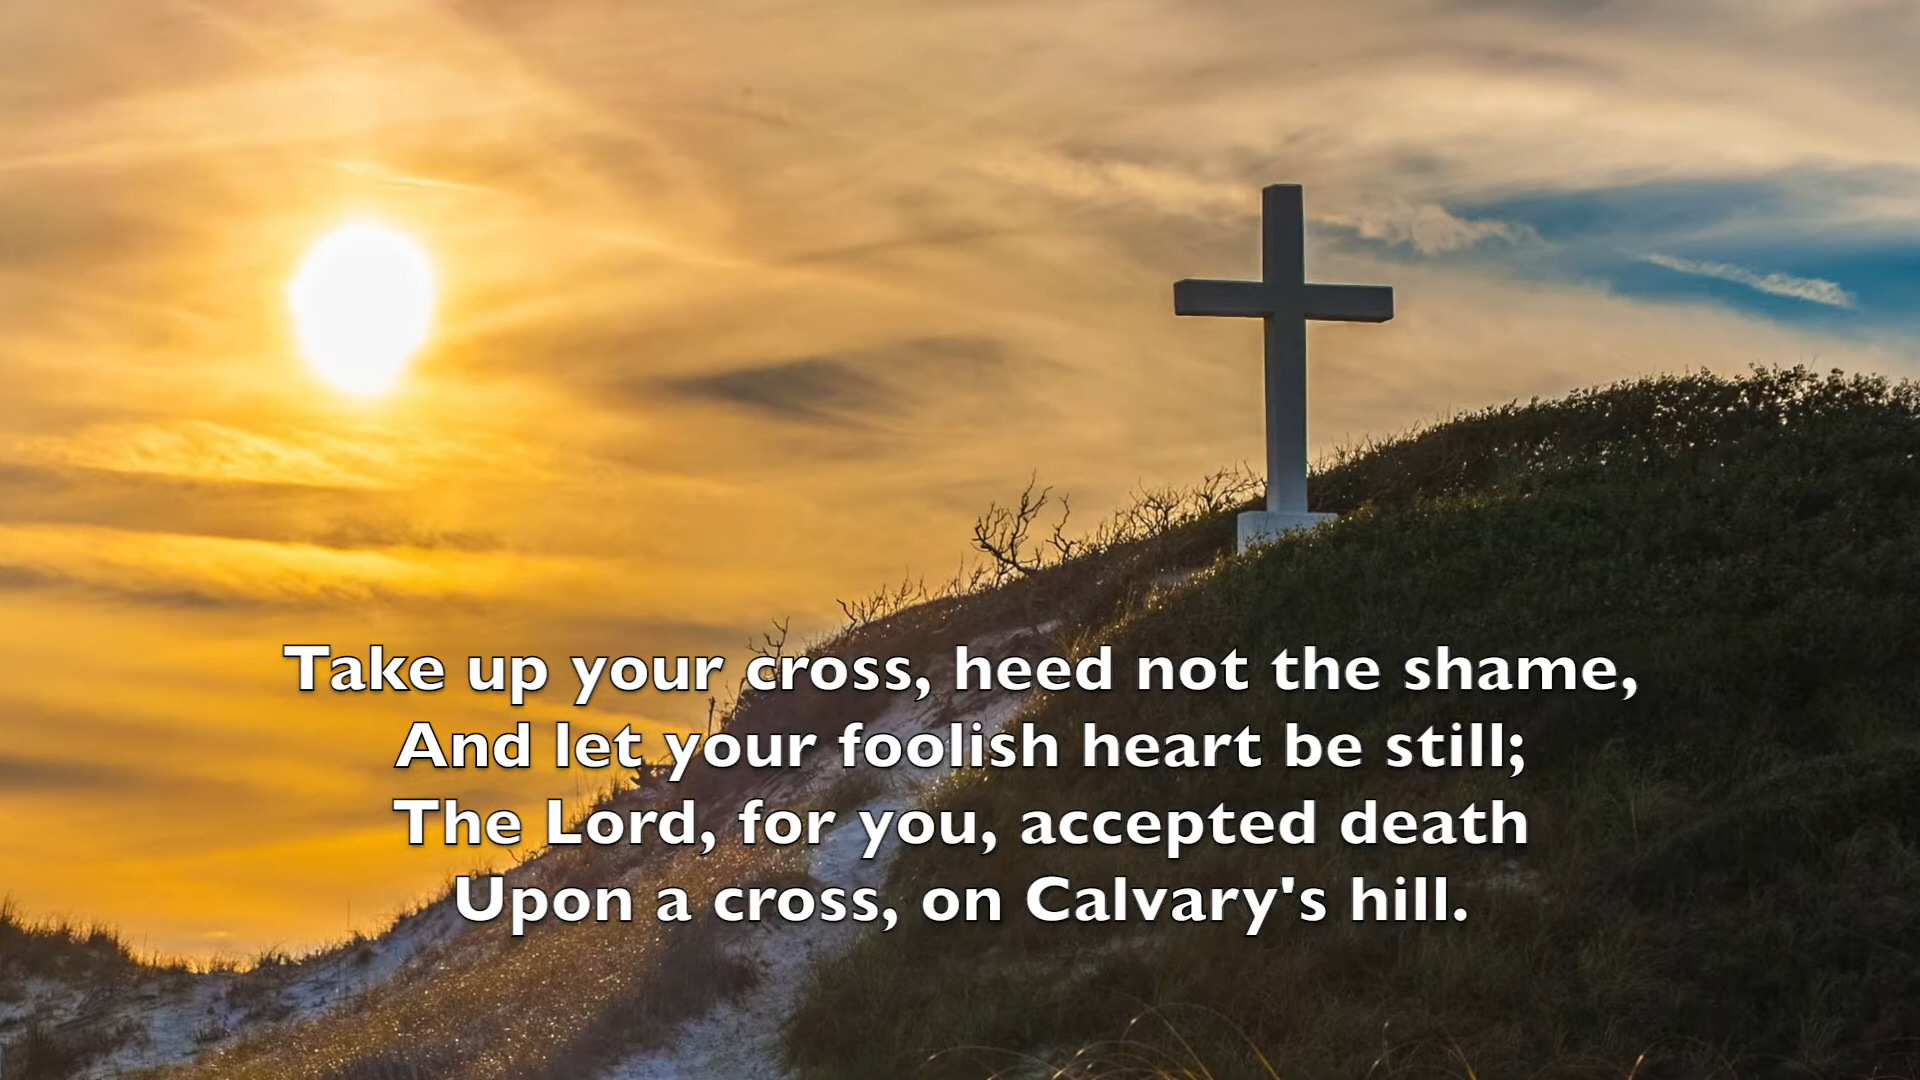 Take up your cross, heed not the shame,
And let your foolish heart be still;
The Lord, for you, accepted death
Upon a cross, on Calvary's hill.